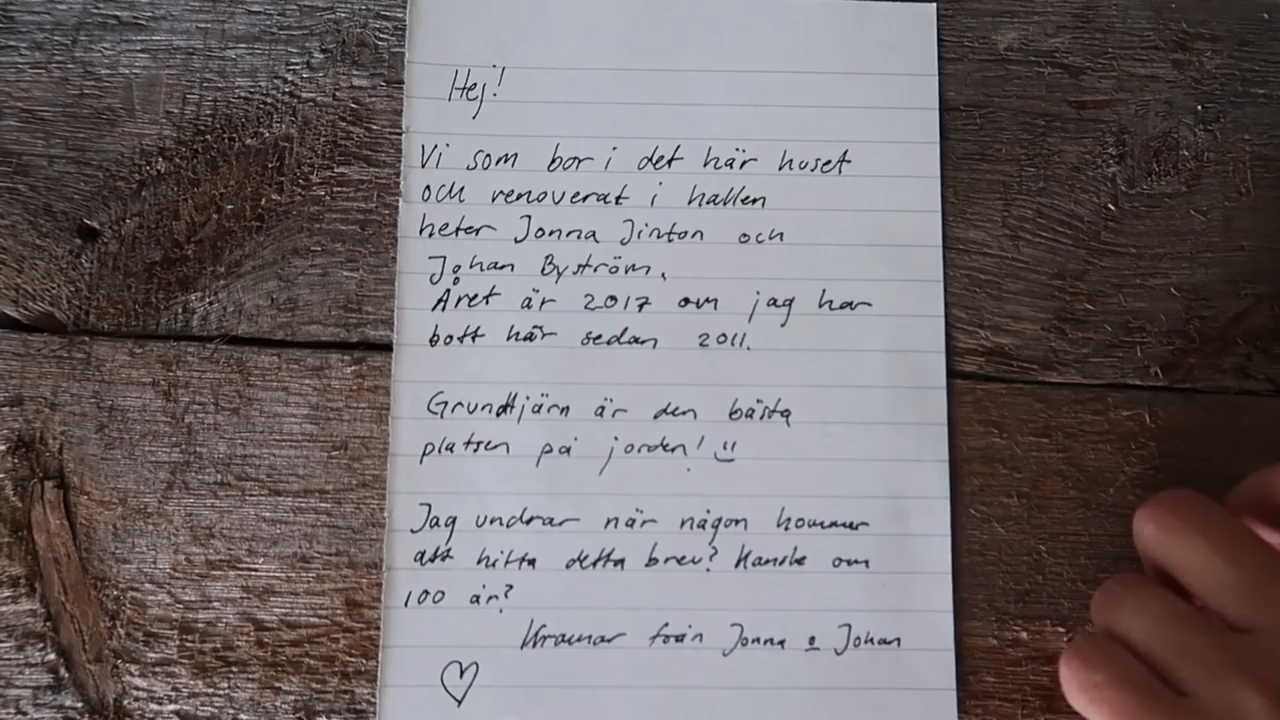 Hej!
Vi som bor i det här huset
och renoverat i hallen
heter Jonna Jinton och
Johan Byström.
Året är 2017 om jag har
bott här sedan 2011.
Grundtjärn är den bästa
platsen på jorden! :)
Jag undrar när någon kommer
att hitta detta brev? Kanske om
100 år?
Kramar från Jonna o Johan
♡